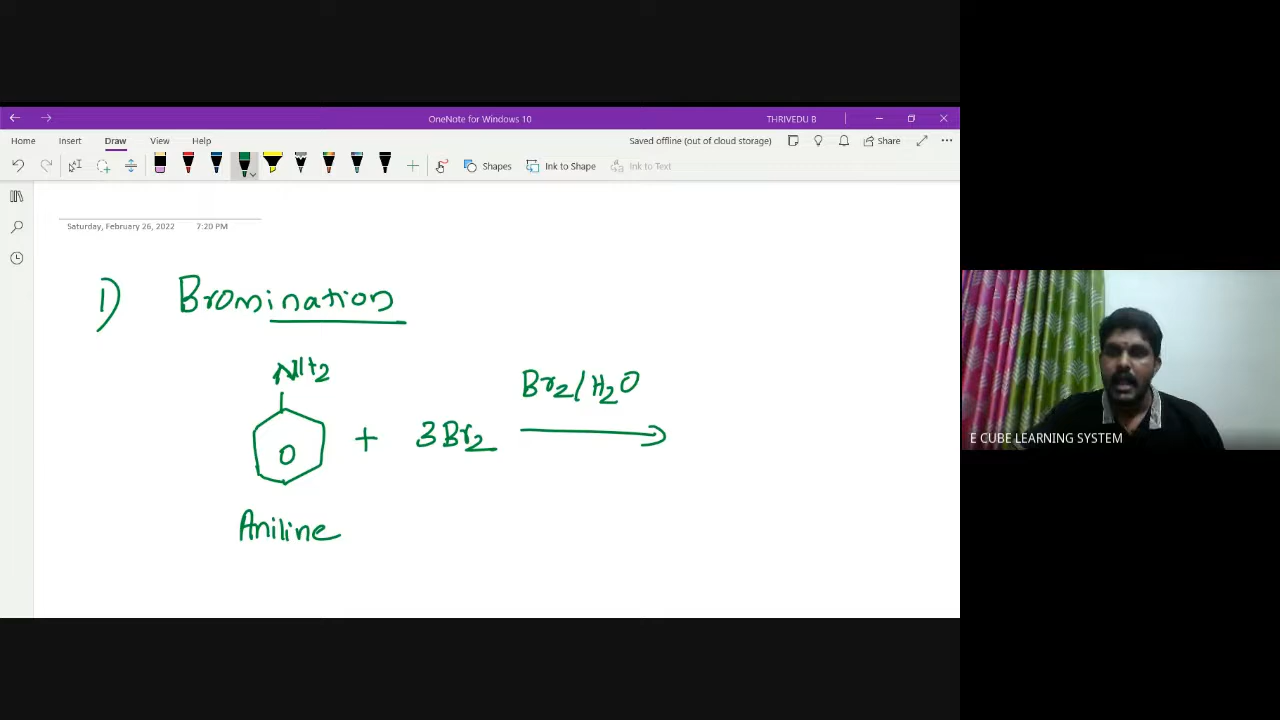 OneNote for Windows 10
THRIVEDU B
Home Insert Draw View Help
Saved offline (out of cloud storage)
Share
Shapes
Ink to Shape
Ink to Text
Saturday, February 26, 2022 7:20 PM
1) Bromination
NH2
Br2/H2O
O + 3Br2
Aniline
E CUBE LEARNING SYSTEM